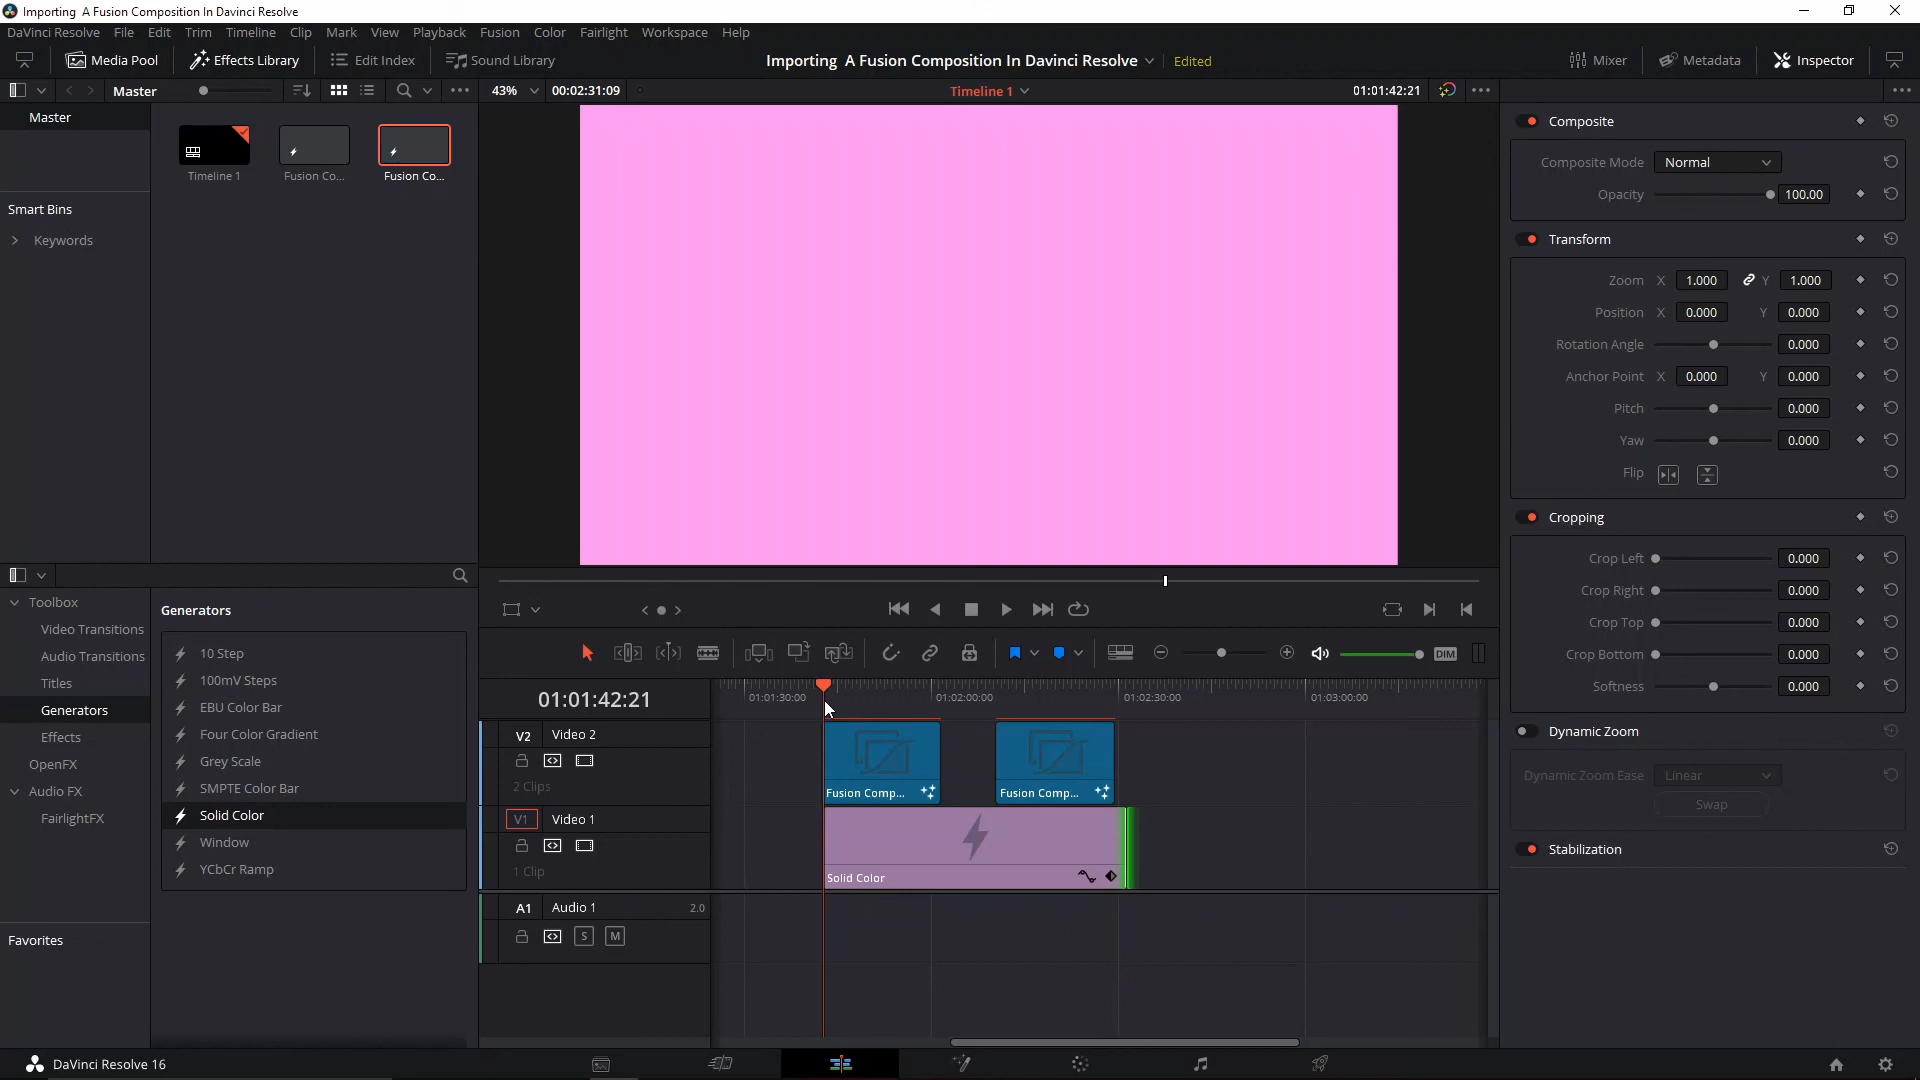 Importing  A Fusion Composition In Davinci Resolve
DaVinci Resolve File Edit Trim Timeline Clip Mark View Playback Fusion Color Fairlight Workspace Help
Media Pool Effects Library Edit Index Sound Library Importing  A Fusion Composition In Davinci Resolve Edited Mixer Metadata Inspector
Master 43% 00:02:31:09 Timeline 1 01:01:42:21
Master
Timeline 1 Fusion Co... Fusion Co...
Smart Bins
Keywords
Composite
Composite Mode Normal
Opacity 100.00
Transform
Zoom X 1.000 Y 1.000
Position X 0.000 Y 0.000
Rotation Angle 0.000
Anchor Point X 0.000 Y 0.000
Pitch 0.000
Yaw 0.000
Flip
Cropping
Crop Left 0.000
Crop Right 0.000
Crop Top 0.000
Crop Bottom 0.000
Softness 0.000
Dynamic Zoom
Dynamic Zoom Ease Linear
Swap
Stabilization
Toolbox
Video Transitions
Audio Transitions
Titles
Generators
Effects
OpenFX
Audio FX
FairlightFX
Favorites
Generators
10 Step
100mV Steps
EBU Color Bar
Four Color Gradient
Grey Scale
SMPTE Color Bar
Solid Color
Window
YCbCr Ramp
DIM
01:01:42:21 01:01:30:00 01:02:00:00 01:02:30:00 01:03:00:00
V2 Video 2
2 Clips
Fusion Comp... Fusion Comp...
V1 Video 1
1 Clip
Solid Color
A1 Audio 1 2.0
S M
DaVinci Resolve 16